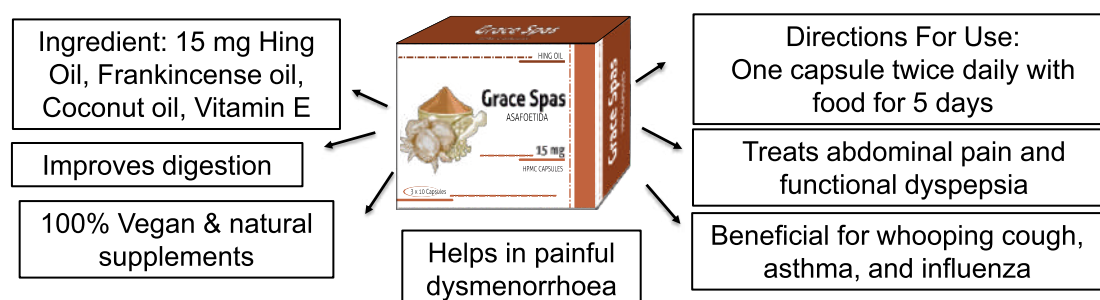 Ingredient: 15 mg Hing
Oil, Frankincense oil,
Coconut oil, Vitamin E
Improves digestion
100% Vegan & natural
supplements
Grace Spas
HING OIL
Grace Spas
ASAFOETIDA
15 mg
HPMC CAPSULES
3 x 10 Capsules
Grace Spas
Helps in painful
dysmenorrhoea
Directions For Use:
One capsule twice daily with
food for 5 days
Treats abdominal pain and
functional dyspepsia
Beneficial for whooping cough,
asthma, and influenza